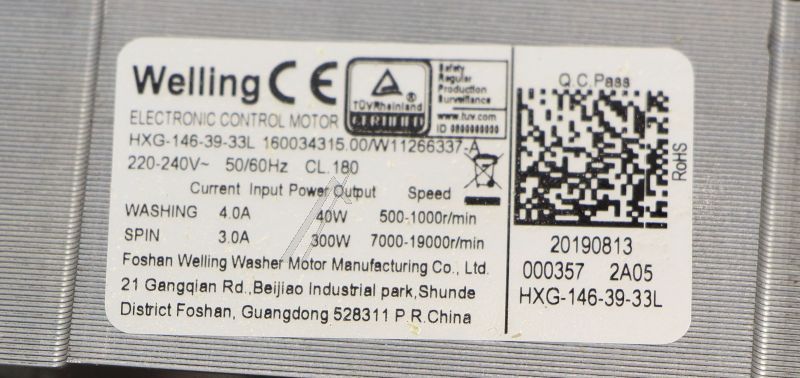 Welling CE
TÜVRheinland
CERTIFIED
Safety
Regular
Production
Surveillance
www.tuv.com
ID 0000000000
ELECTRONIC CONTROL MOTOR
HXG-146-39-33L 160034315.00/W11266337-A
220-240V~ 50/60Hz CL.180
Current Input Power Output Speed
WASHING 4.0A 40W 500-1000r/min
SPIN 3.0A 300W 7000-19000r/min
Foshan Welling Washer Motor Manufacturing Co., Ltd.
21 Gangqian Rd.,Beijiao Industrial park,Shunde
District Foshan, Guangdong 528311 P.R.China
Q.C.Pass
RoHS
20190813
000357 2A05
HXG-146-39-33L